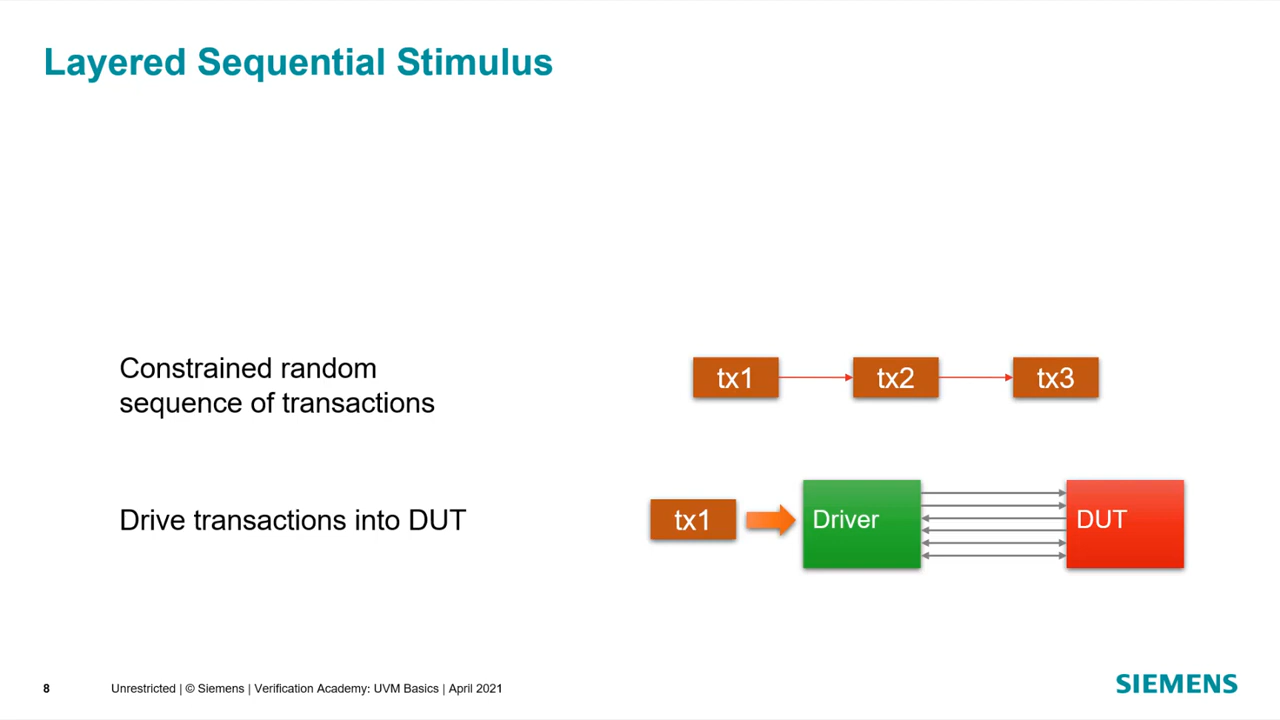 Layered Sequential Stimulus
Constrained random
sequence of transactions
tx1
tx2
tx3
Drive transactions into DUT
tx1
Driver
DUT
8
Unrestricted | © Siemens | Verification Academy: UVM Basics | April 2021
SIEMENS